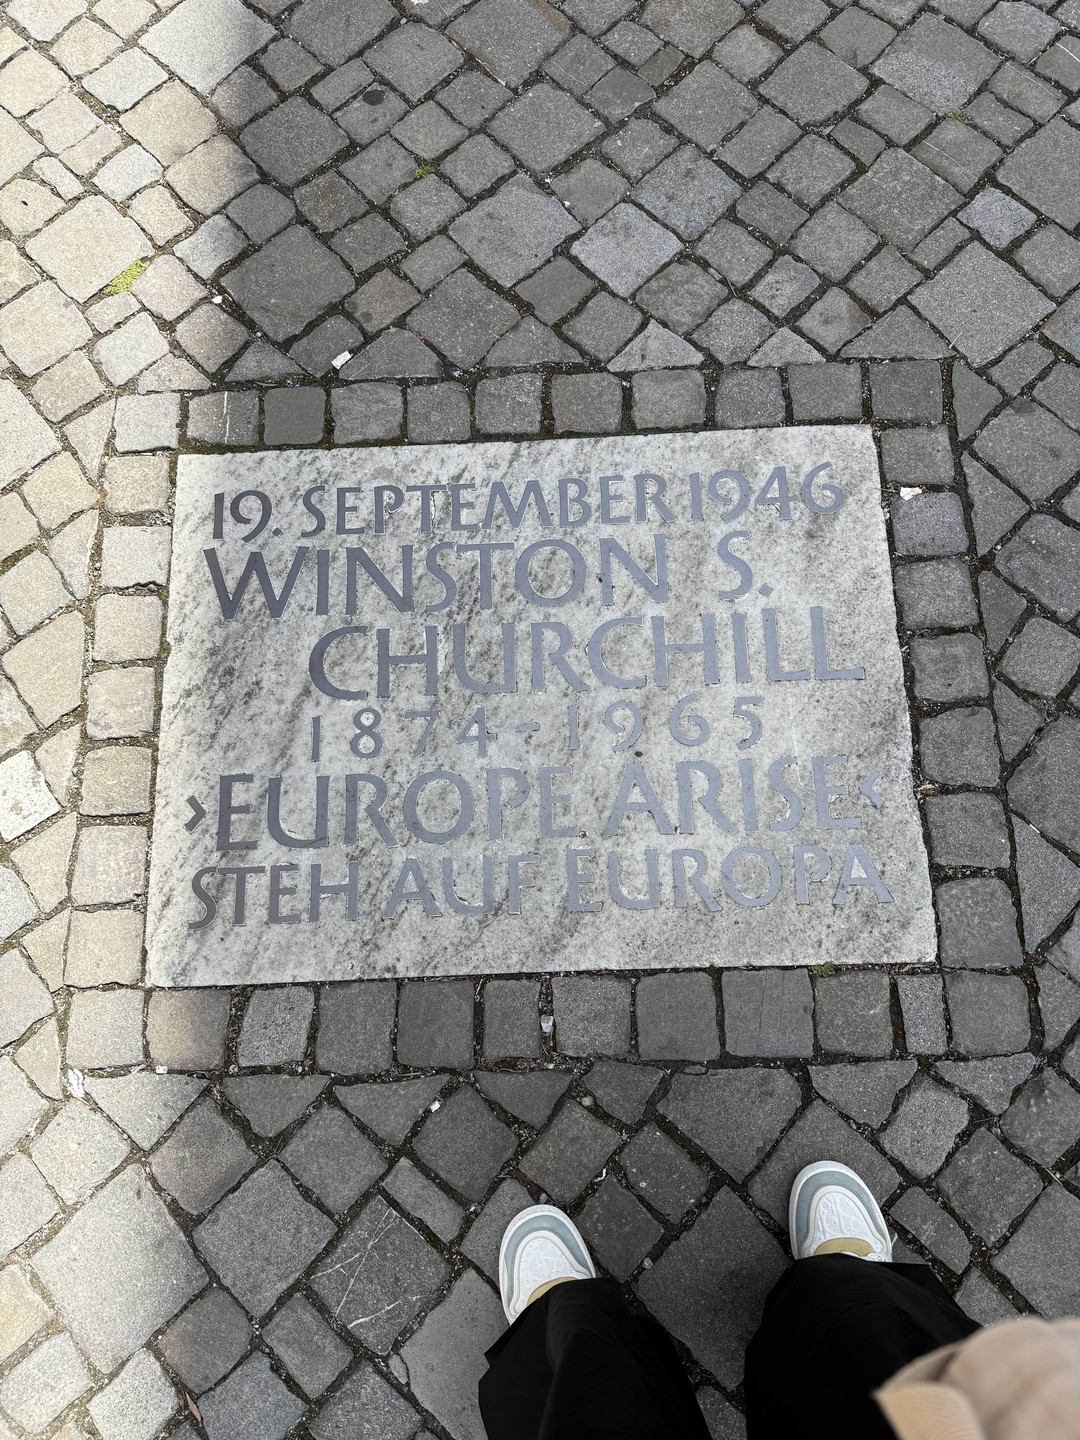 19. SEPTEMBER 1946
WINSTON S.
CHURCHILL
1874-1965
›EUROPE ARISE‹
STEH AUF EUROPA